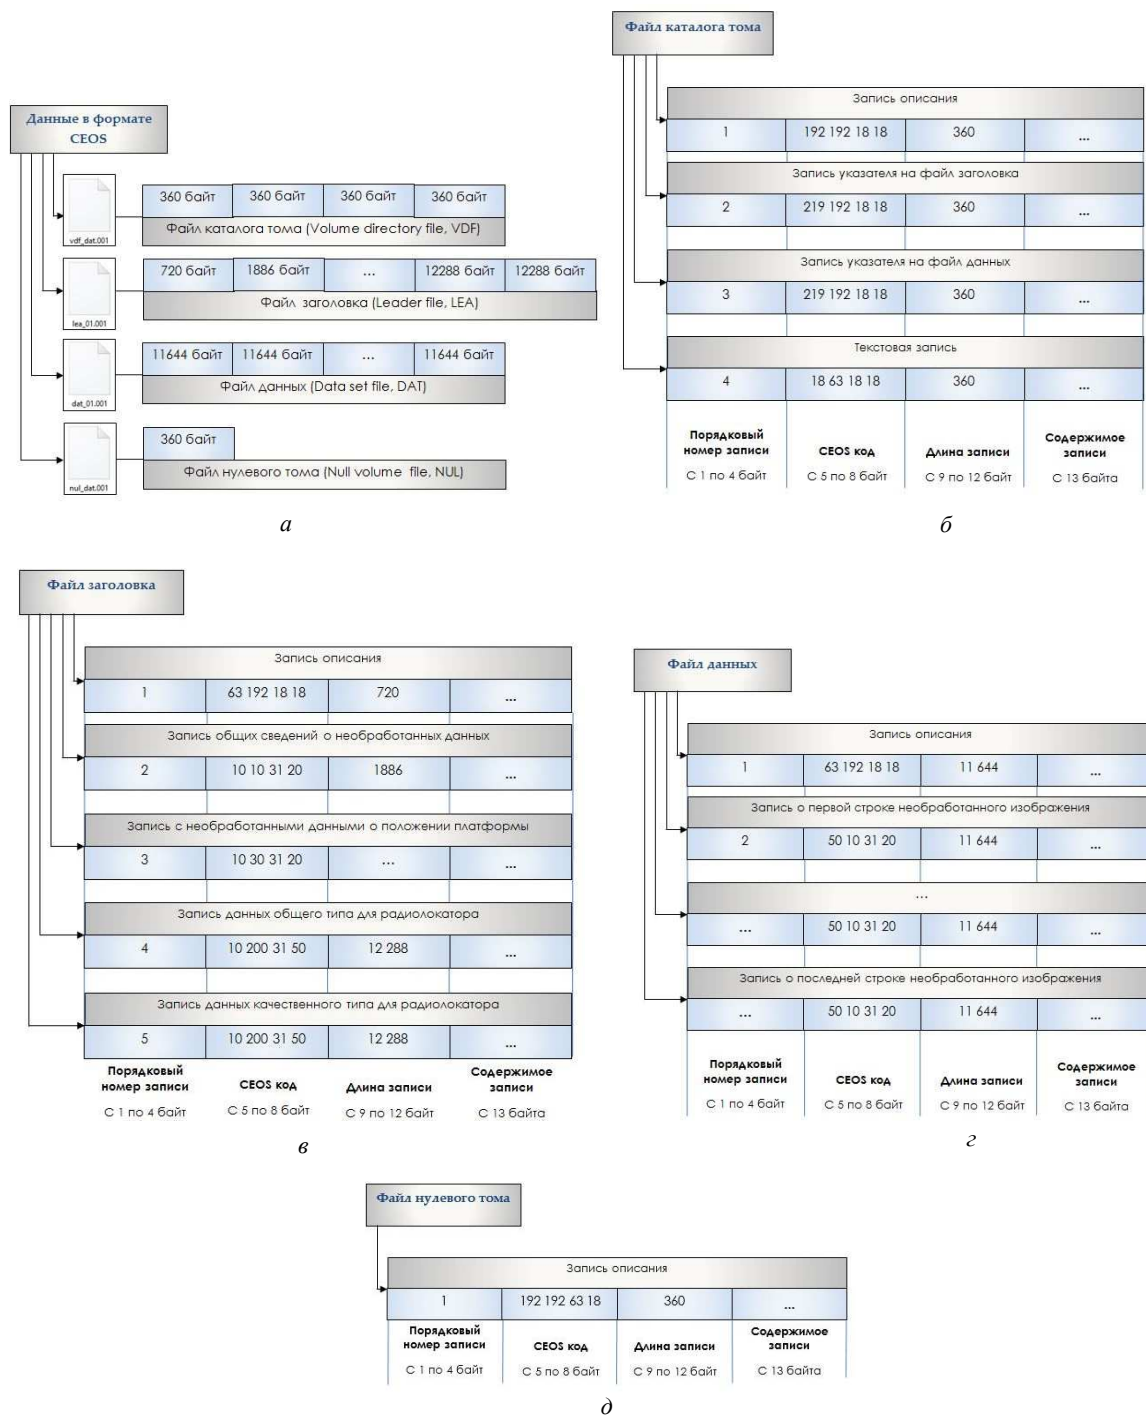 Данные в формате
CEOS
vdf_dat.001
360 байт 360 байт 360 байт 360 байт
Файл каталога тома (Volume directory file, VDF)
lea_01.001
720 байт 1886 байт ... 12288 байт 12288 байт
Файл заголовка (Leader file, LEA)
dat_01.001
11644 байт 11644 байт ... 11644 байт
Файл данных (Data set file, DAT)
nul_dat.001
360 байт
Файл нулевого тома (Null volume file, NUL)
а
Файл каталога тома
Запись описания
1 192 192 18 18 360 ...
Запись указателя на файл заголовка
2 219 192 18 18 360 ...
Запись указателя на файл данных
3 219 192 18 18 360 ...
Текстовая запись
4 18 63 18 18 360 ...
Порядковый номер записи CEOS код Длина записи Содержимое записи
С 1 по 4 байт С 5 по 8 байт С 9 по 12 байт С 13 байта
б
Файл заголовка
Запись описания
1 63 192 18 18 720 ...
Запись общих сведений о необработанных данных
2 10 10 31 20 1886 ...
Запись с необработанными данными о положении платформы
3 10 30 31 20 ... ...
Запись данных общего типа для радиолокатора
4 10 200 31 50 12 288 ...
Запись данных качественного типа для радиолокатора
5 10 200 31 50 12 288 ...
Порядковый номер записи CEOS код Длина записи Содержимое записи
С 1 по 4 байт С 5 по 8 байт С 9 по 12 байт С 13 байта
в
Файл данных
Запись описания
1 63 192 18 18 11 644 ...
Запись о первой строке необработанного изображения
2 50 10 31 20 11 644 ...
...
... 50 10 31 20 11 644 ...
Запись о последней строке необработанного изображения
... 50 10 31 20 11 644 ...
Порядковый номер записи CEOS код Длина записи Содержимое записи
С 1 по 4 байт С 5 по 8 байт С 9 по 12 байт С 13 байта
г
Файл нулевого тома
Запись описания
1 192 192 63 18 360 ...
Порядковый номер записи CEOS код Длина записи Содержимое записи
С 1 по 4 байт С 5 по 8 байт С 9 по 12 байт С 13 байта
д